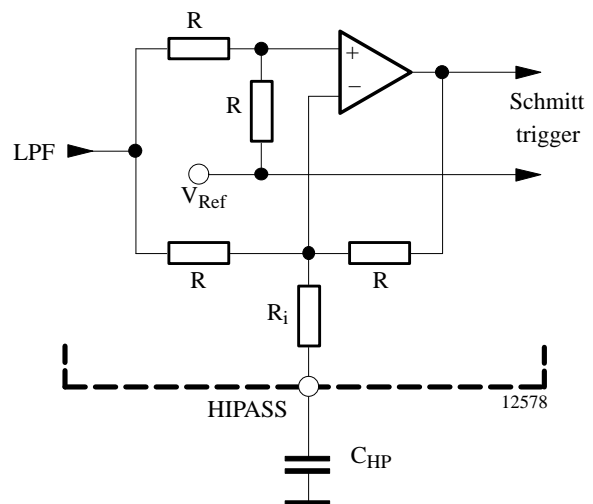 R
+
−
R
Schmitt
trigger
LPF
V_Ref
R
R
R_i
HIPASS
12578
C_HP